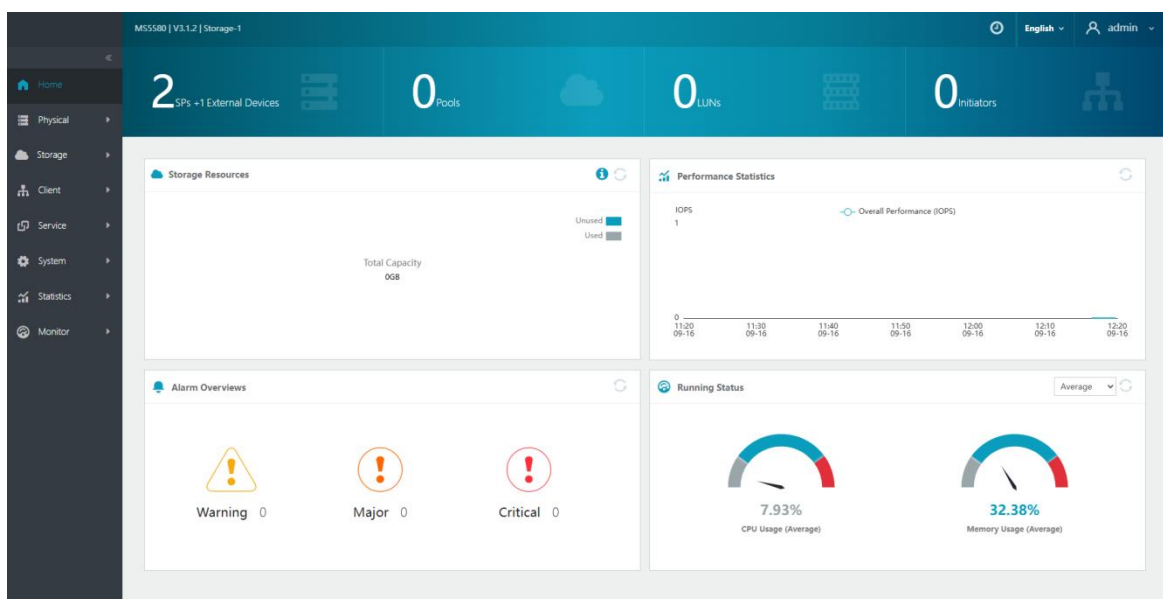 MS5580 | V3.1.2 | Storage-1
English
admin
Home
Physical
Storage
Client
Service
System
Statistics
Monitor
2 SPs +1 External Devices
0 Pools
0 LUNs
0 Initiators
Storage Resources
Unused
Used
Total Capacity
0GB
Performance Statistics
IOPS
Overall Performance (IOPS)
1
0
11:20 11:30 11:40 11:50 12:00 12:10 12:20
09-16 09-16 09-16 09-16 09-16 09-16 09-16
Alarm Overviews
Warning 0
Major 0
Critical 0
Running Status
Average
7.93%
CPU Usage (Average)
32.38%
Memory Usage (Average)